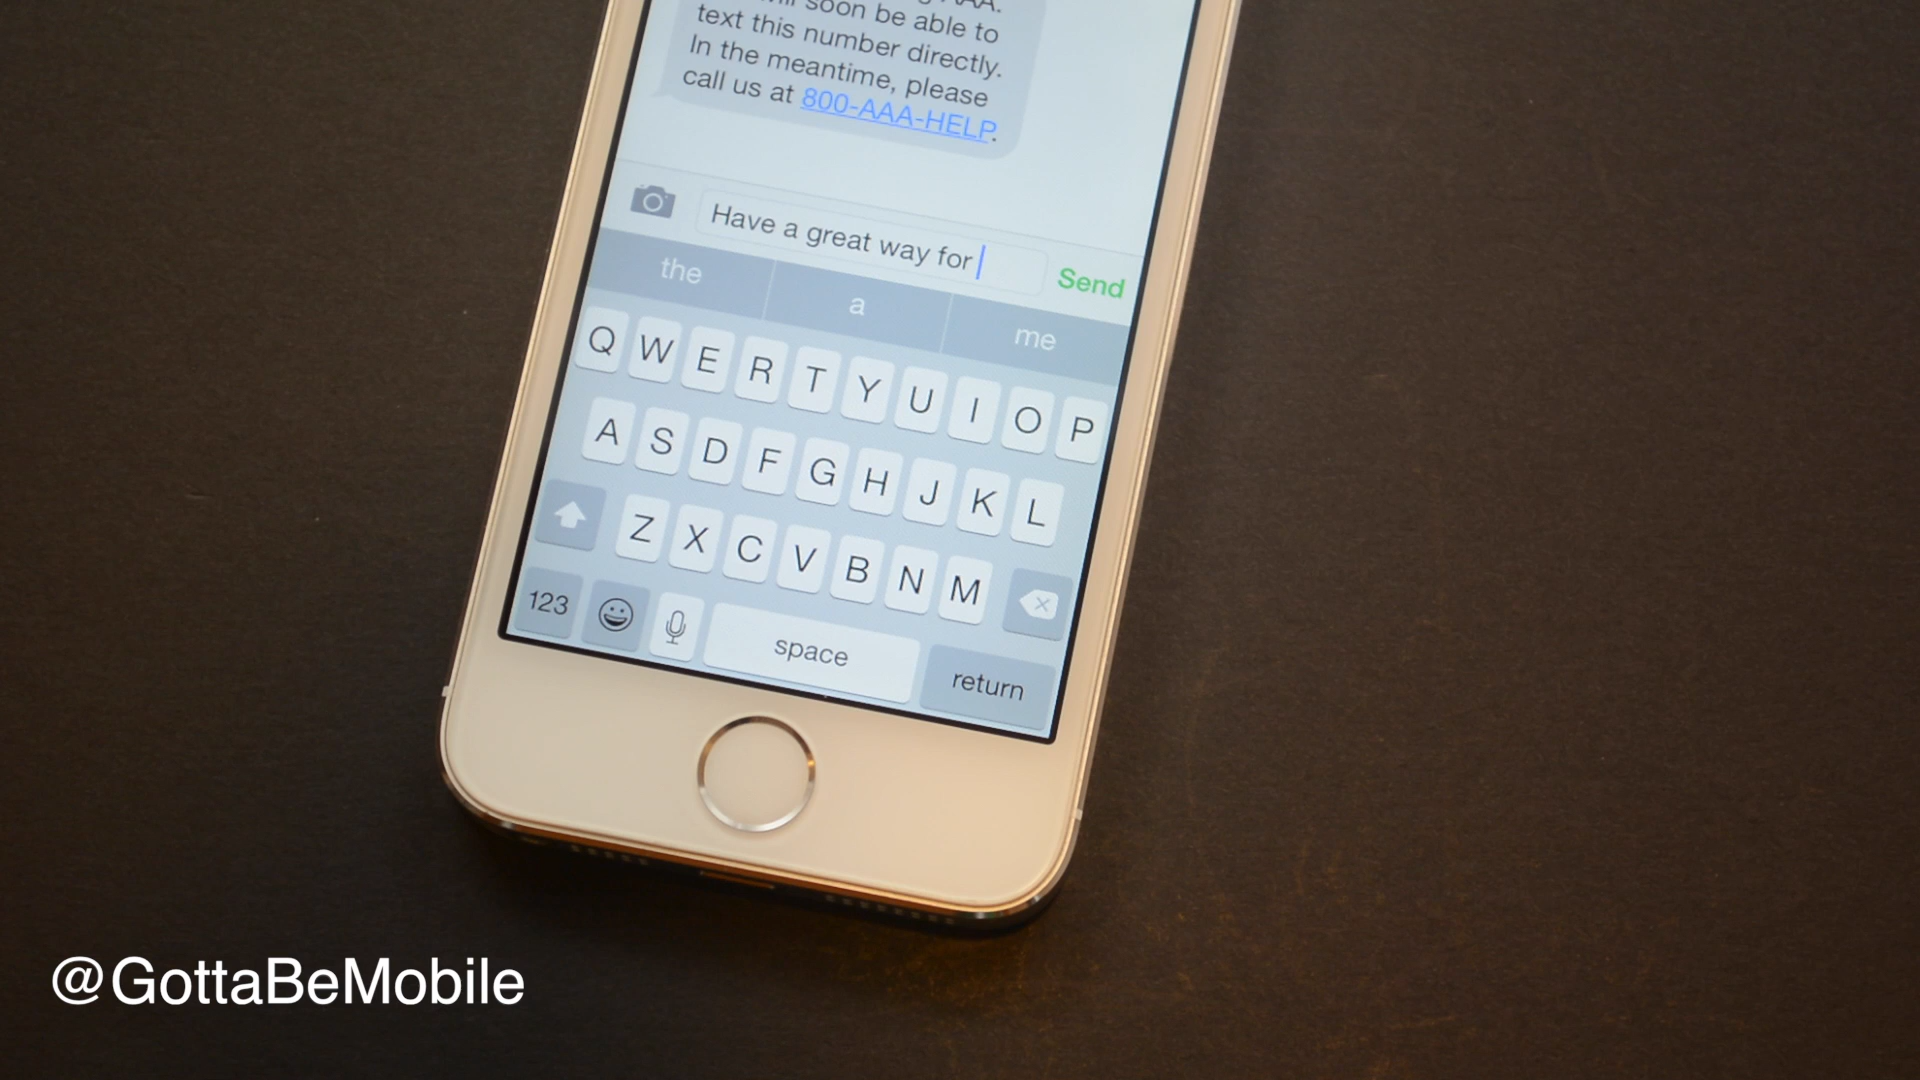 soon be able to
text this number directly.
In the meantime, please
call us at 800-AAA-HELP.
Have a great way for
Send
the a me
Q W E R T Y U I O P
A S D F G H J K L
Z X C V B N M
123 space return
@GottaBeMobile